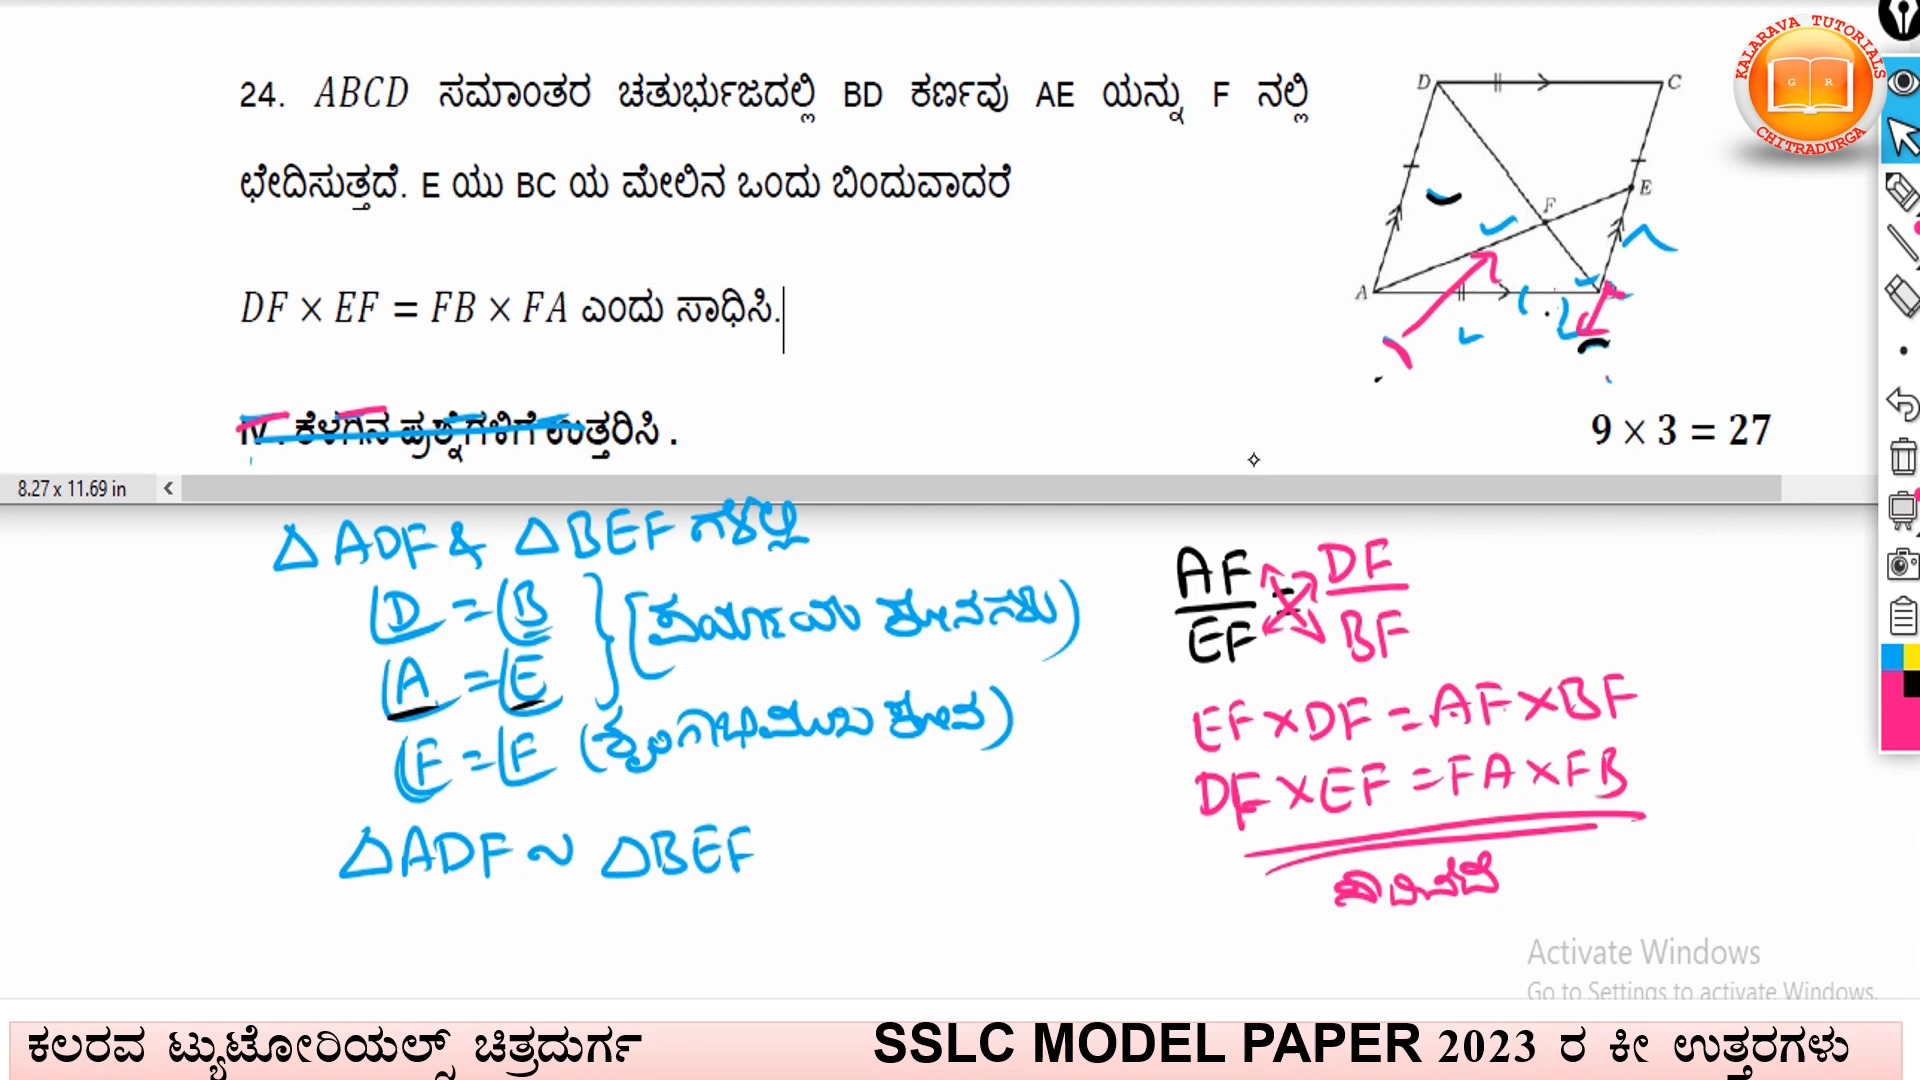 24. ABCD ಸಮಾಂತರ ಚತುರ್ಭುಜದಲ್ಲಿ BD ಕರ್ಣವು AE ಯನ್ನು F ನಲ್ಲಿ
ಛೇದಿಸುತ್ತದೆ. E ಯು BC ಯ ಮೇಲಿನ ಒಂದು ಬಿಂದುವಾದರೆ
DF × EF = FB × FA ಎಂದು ಸಾಧಿಸಿ.
D
C
E
F
A
KALARAVA TUTORIALS
G R
CHITRADURGA
IV . ಕೆಳಗಿನ ಪ್ರಶ್ನೆಗಳಿಗೆ ಉತ್ತರಿಸಿ .
9 × 3 = 27
8.27 x 11.69 in
△ADF & △BEF ಗಳಲ್ಲಿ
∠D = ∠B
∠A = ∠E
∠F = ∠F
△ADF ~ △BEF
AF/EF = DF/BF
EF × DF = AF × BF
DF × EF = FA × FB
Activate Windows
Go to Settings to activate Windows.
ಕಲರವ ಟ್ಯುಟೋರಿಯಲ್ಸ್ ಚಿತ್ರದುರ್ಗ
SSLC MODEL PAPER 2023 ರ ಕೀ ಉತ್ತರಗಳು